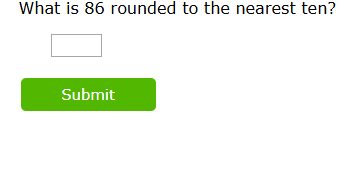 What is 86 rounded to the nearest ten?
Submit